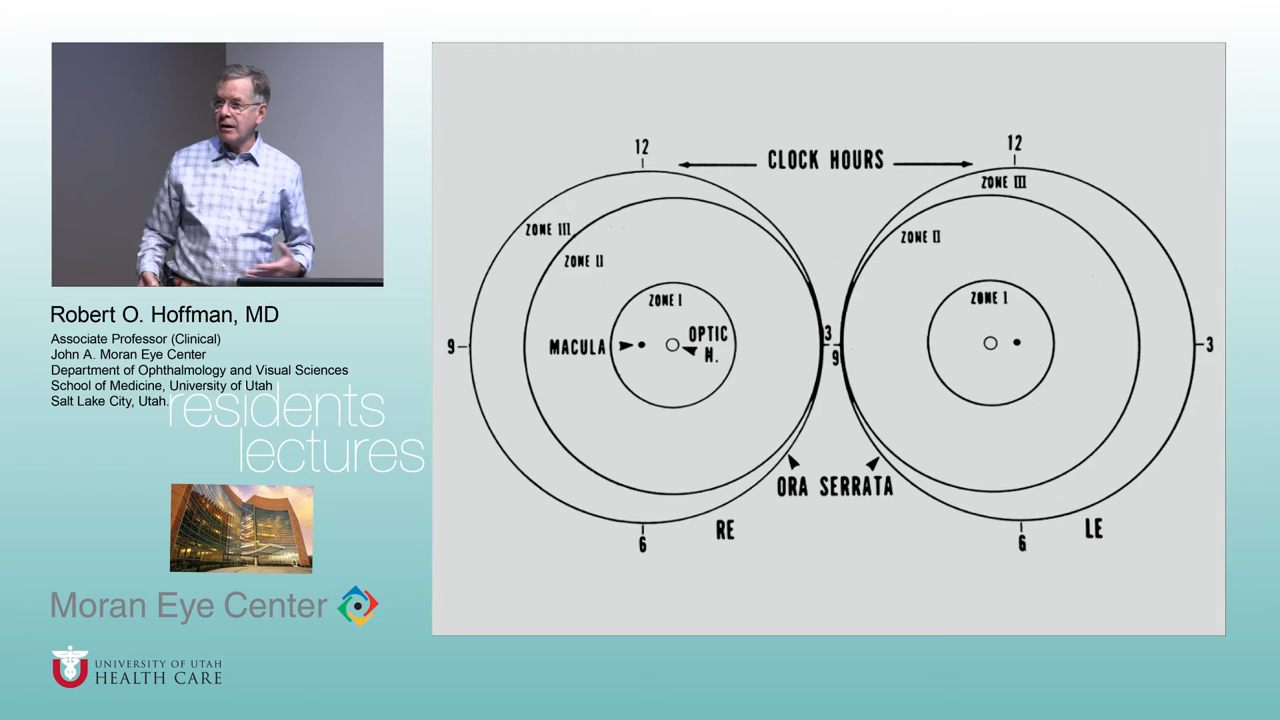 Robert O. Hoffman, MD
Associate Professor (Clinical)
John A. Moran Eye Center
Department of Ophthalmology and Visual Sciences
School of Medicine, University of Utah
Salt Lake City, Utah.
residents
lectures
Moran Eye Center
UNIVERSITY OF UTAH
HEALTH CARE
12
CLOCK HOURS
12
ZONE III
ZONE II
ZONE I
MACULA
OPTIC
N.
9
3
6
RE
ZONE III
ZONE II
ZONE I
9
3
6
LE
ORA SERRATA